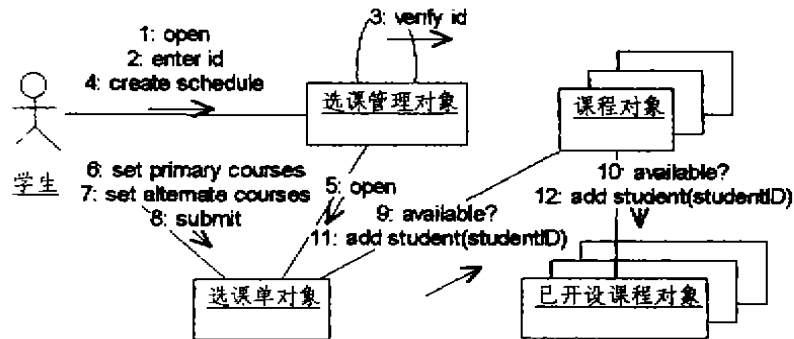 3: verify id
1: open
2: enter id
4: create schedule
选课管理对象
课程对象
学生
6: set primary courses
7: set alternate courses
8: submit
5: open
9: available?
11: add student(studentID)
10: available?
12: add student(studentID)
选课单对象
已开设课程对象